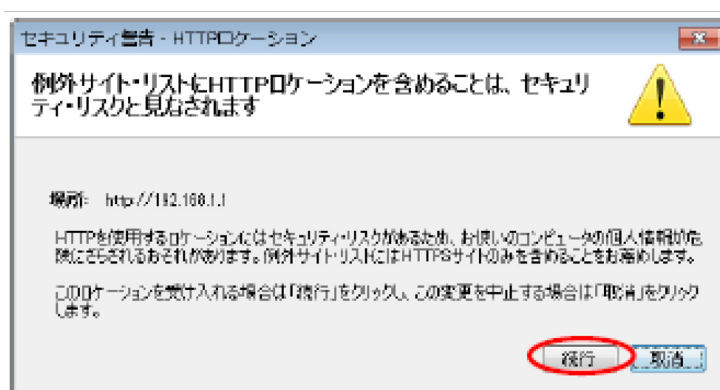 セキュリティ警告 - HTTPロケーション
例外サイト・リストにHTTPロケーションを含めることは、セキュリ
ティ・リスクと見なされます
場所: http://192.168.1.1
HTTPを使用するロケーションにはセキュリティ・リスクがあるため、お使いのコンピュータの個人情報が危
険にさらされるおそれがあります。例外サイト・リストにはHTTPSサイトのみを含めることをお薦めします。
このロケーションを受け入れる場合は「続行」をクリックし、この変更を中止する場合は「取消」をクリック
します。
続行 取消